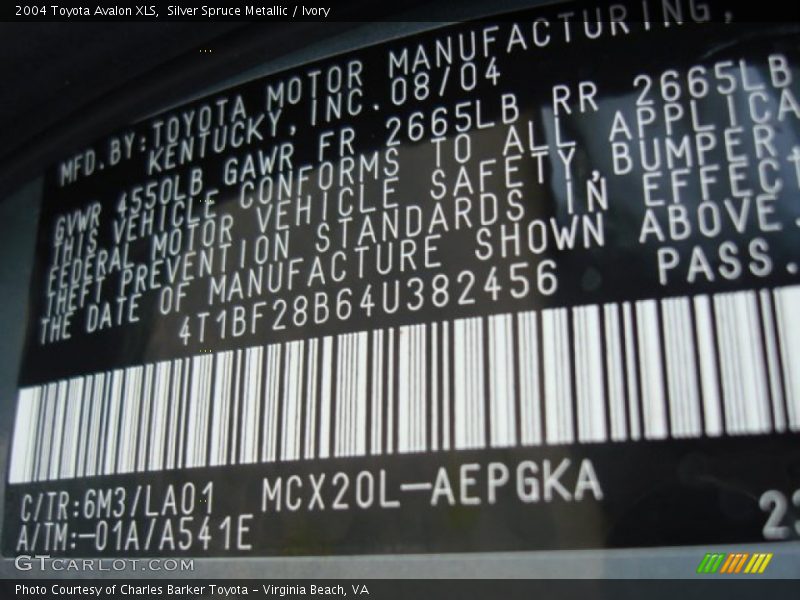 2004 Toyota Avalon XLS,  Silver Spruce Metallic / Ivory
MFD.BY:TOYOTA MOTOR MANUFACTURING,
KENTUCKY,INC.08/04
GVWR 4550LB GAWR FR 2665LB RR 2665LB
THIS VEHICLE CONFORMS TO ALL APPLICA
FEDERAL MOTOR VEHICLE SAFETY,BUMPER,
THEFT PREVENTION STANDARDS IN EFFECT
THE DATE OF MANUFACTURE SHOWN ABOVE.
4T1BF28B64U382456 PASS.
C/TR:6M3/LA01 MCX20L-AEPGKA
A/TM:-01A/A541E
GTCARLOT.COM
Photo Courtesy of Charles Barker Toyota - Virginia Beach, VA